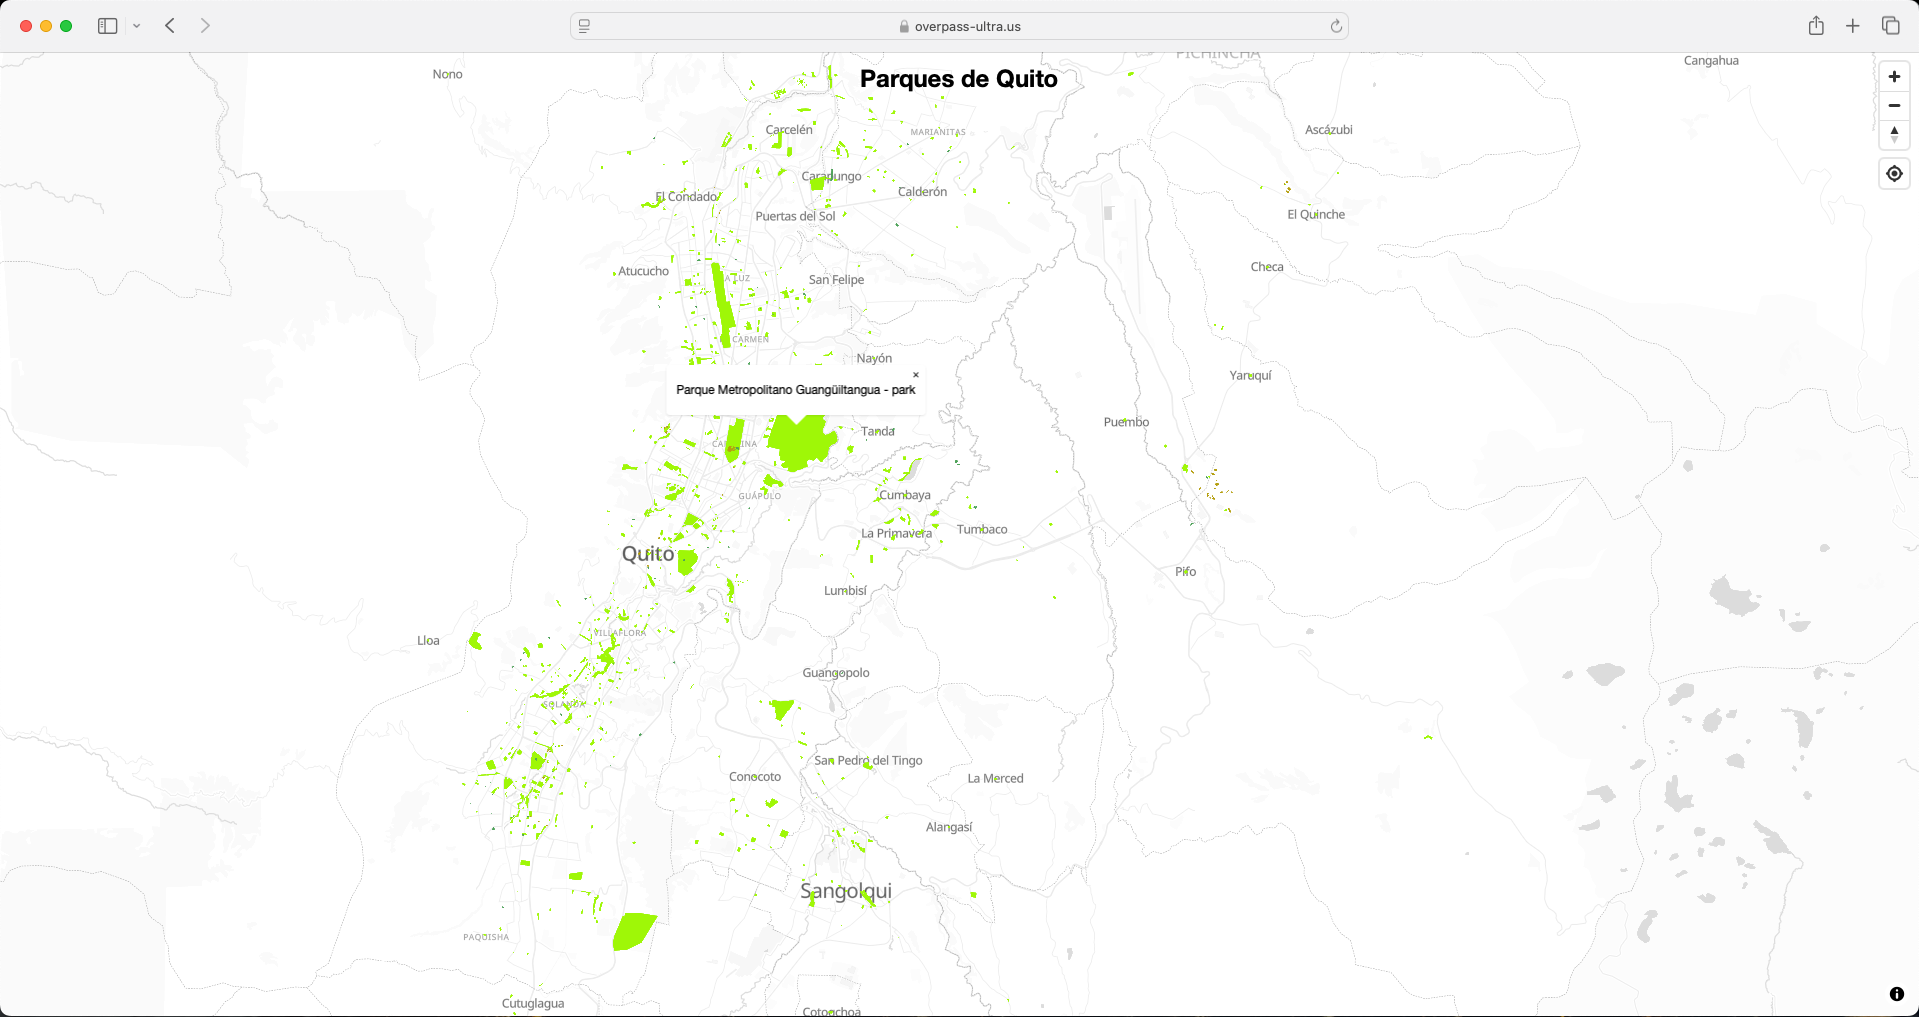 overpass-ultra.us
PICHINCHA
Parques de Quito
Cangahua
Nono
Carcelén
MARIANITAS
Ascázubi
Carapungo
Calderón
El Condado
Puertas del Sol
El Quinche
Atucucho
A LUZ
San Felipe
Checa
CARMEN
Nayón
Yaruquí
×
Parque Metropolitano Guangüiltangua - park
Puembo
Tanda
Cumbaya
GUÁPULO
La Primavera
Tumbaco
Quito
Pifo
Lumbisí
VILLAFLORA
Lloa
Guangopolo
SOLANDA
San Pedro del Tingo
Conocoto
La Merced
Alangasí
Sangolqui
PAQUISHA
Cutuglagua
Cotogchoa